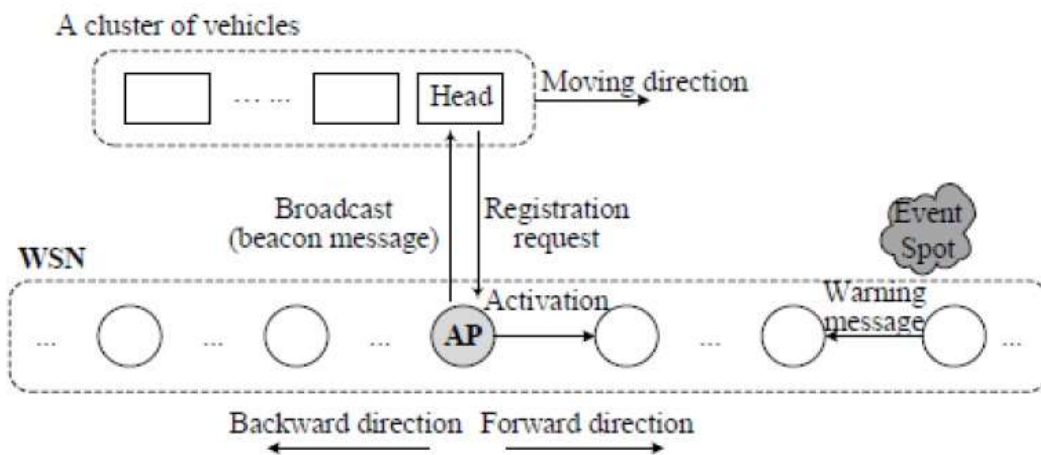 A cluster of vehicles
... ...
Head
Moving direction
Broadcast
(beacon message)
Registration
request
Event
Spot
WSN
Activation
Warning
message
...
...
...
AP
...
...
Backward direction
Forward direction